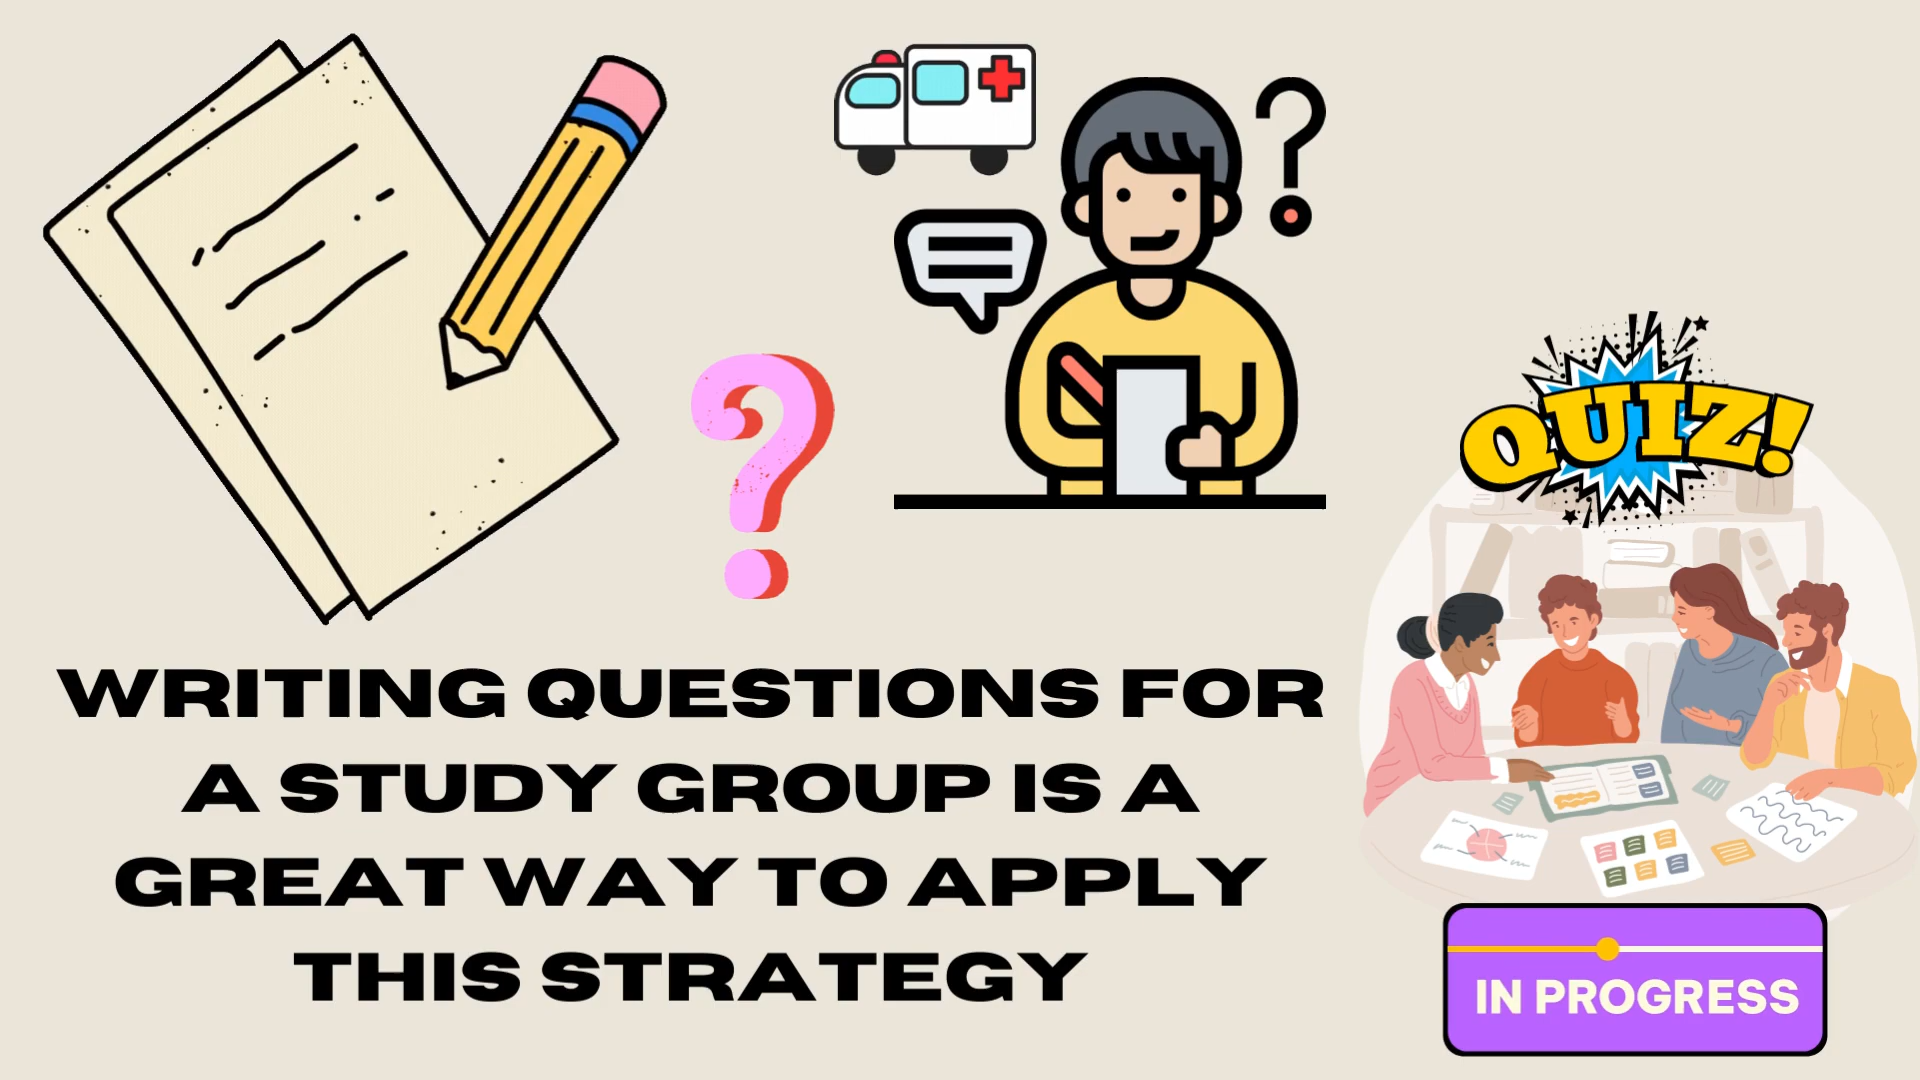 QUIZ!
WRITING QUESTIONS FOR
A STUDY GROUP IS A
GREAT WAY TO APPLY
THIS STRATEGY
IN PROGRESS